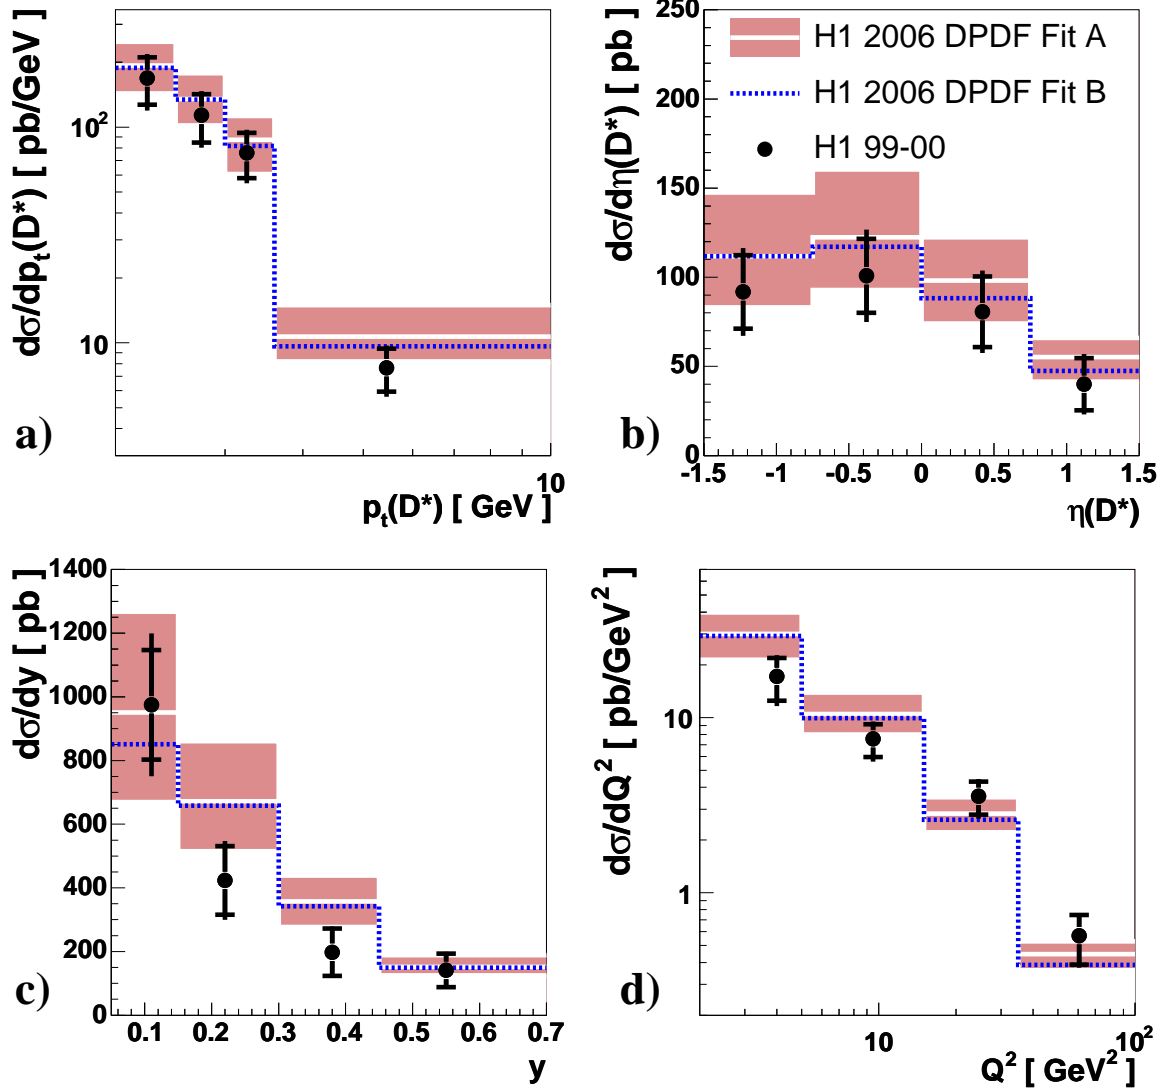 dσ/dpₜ(D*) [ pb/GeV ]
10²
10
10
pₜ(D*) [ GeV ]
a)
dσ/dη(D*) [ pb ]
250
200
150
100
50
0
-1.5 -1 -0.5 0 0.5 1 1.5
η(D*)
b)
H1 2006 DPDF Fit A
H1 2006 DPDF Fit B
H1 99-00
dσ/dy [ pb ]
1400
1200
1000
800
600
400
200
0
0.1 0.2 0.3 0.4 0.5 0.6 0.7
y
c)
dσ/dQ² [ pb/GeV² ]
10
1
10 10²
Q² [ GeV² ]
d)